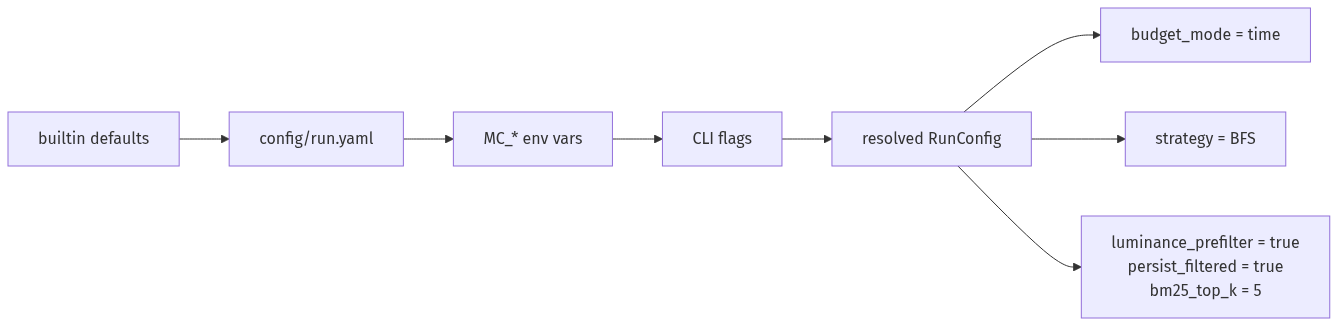 builtin defaults
config/run.yaml
MC_* env vars
CLI flags
resolved RunConfig
budget_mode = time
strategy = BFS
luminance_prefilter = true
persist_filtered = true
bm25_top_k = 5